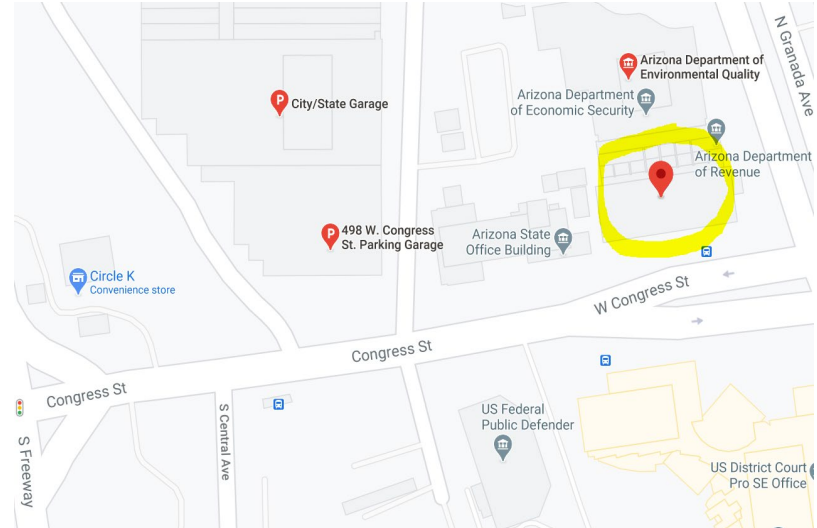 N Granada Ave
Arizona Department of
Environmental Quality
Arizona Department
of Economic Security
P City/State Garage
Arizona Department
of Revenue
P 498 W. Congress
St. Parking Garage
Arizona State
Office Building
Circle K
Convenience store
W Congress St
Congress St
Congress St
S Central Ave
S Freeway
US Federal
Public Defender
US District Court
Pro SE Office